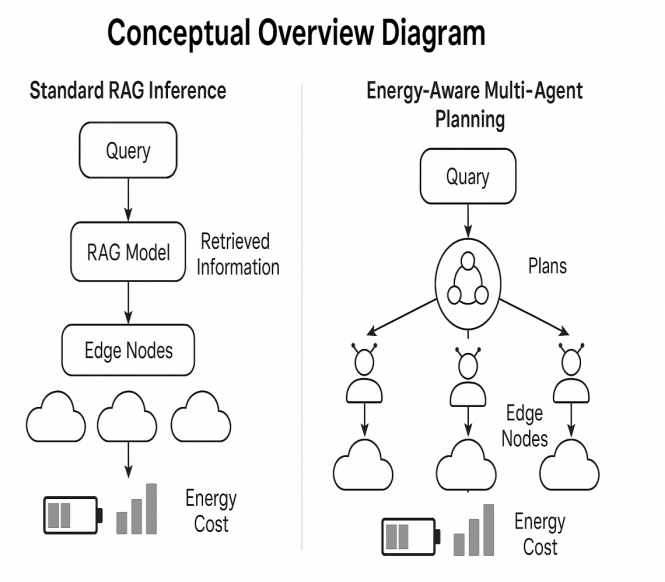 Conceptual Overview Diagram
Standard RAG Inference
Query
RAG Model
Retrieved
Information
Edge Nodes
Energy
Cost
Energy-Aware Multi-Agent
Planning
Quary
Plans
Edge
Nodes
Energy
Cost